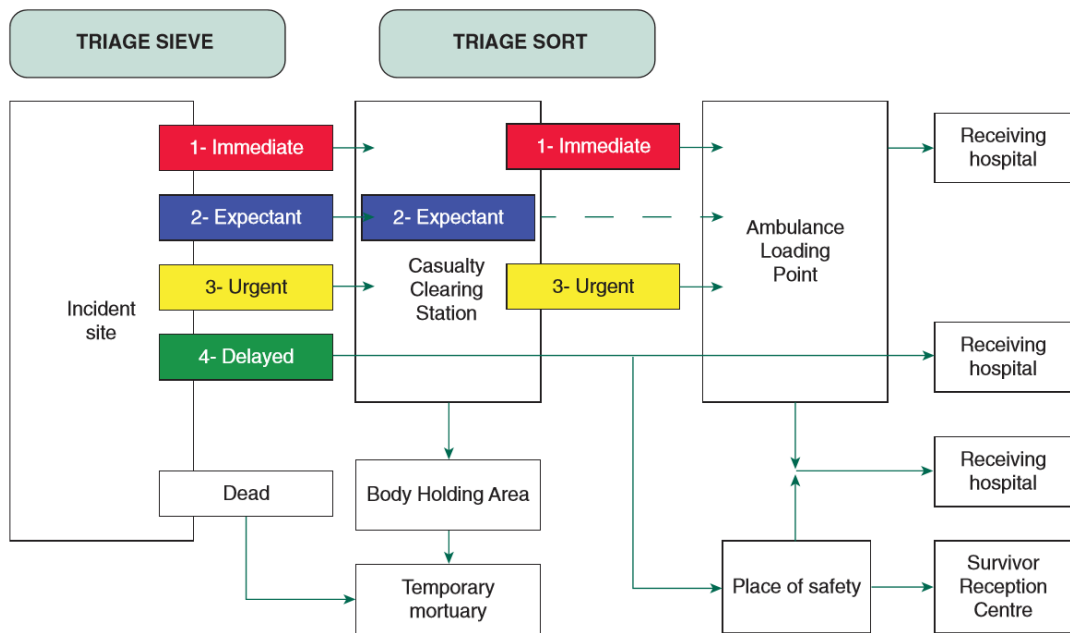 TRIAGE SIEVE
TRIAGE SORT
Incident
site
1- Immediate
2- Expectant
3- Urgent
4- Delayed
Dead
2- Expectant
Casualty
Clearing
Station
Body Holding Area
Temporary
mortuary
1- Immediate
3- Urgent
Ambulance
Loading
Point
Place of safety
Receiving
hospital
Receiving
hospital
Receiving
hospital
Survivor
Reception
Centre